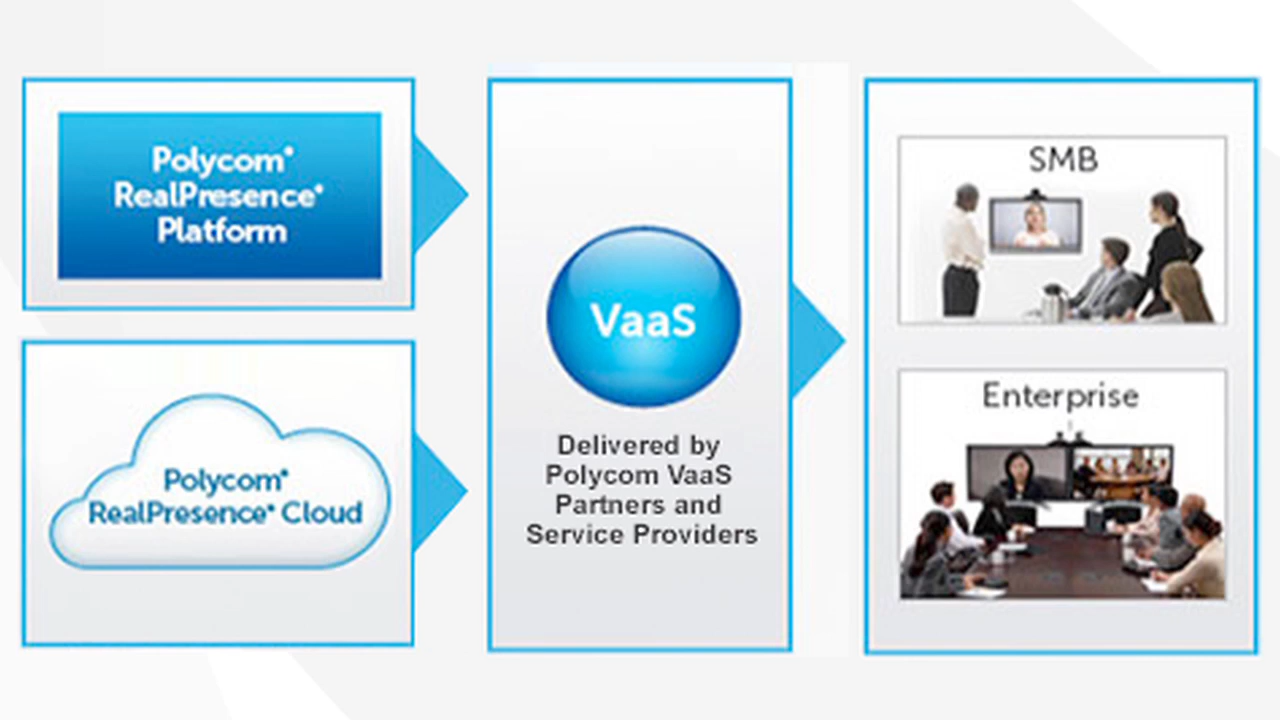 Polycom®
RealPresence®
Platform
Polycom®
RealPresence® Cloud
VaaS
Delivered by
Polycom VaaS
Partners and
Service Providers
SMB
Enterprise